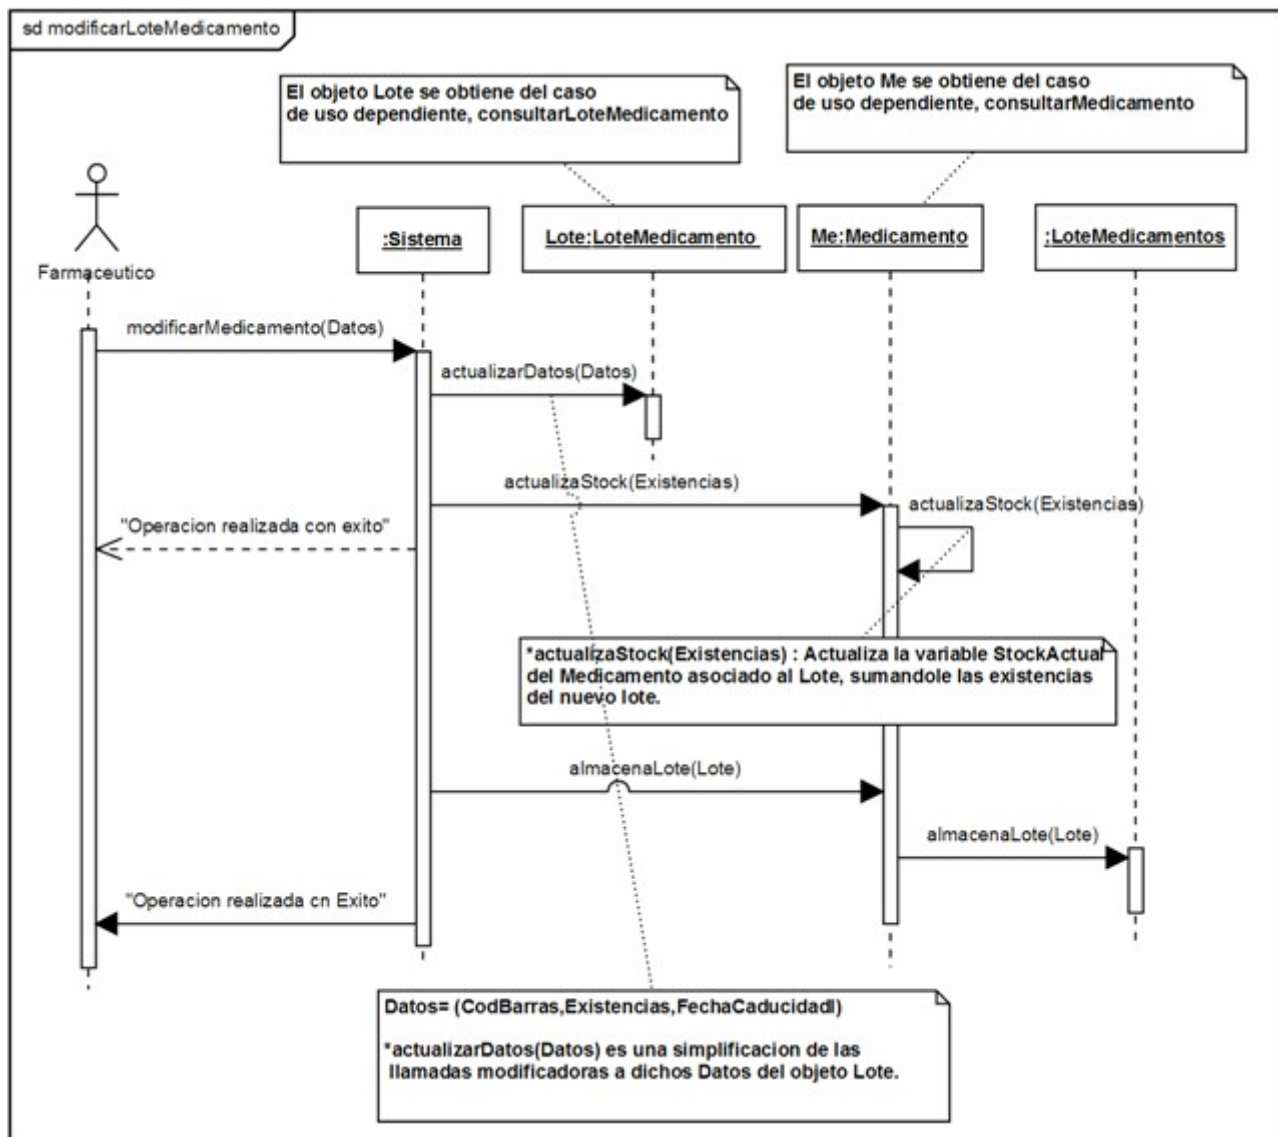 sd modificarLoteMedicamento
El objeto Lote se obtiene del caso
de uso dependiente, consultarLoteMedicamento
El objeto Me se obtiene del caso
de uso dependiente, consultarMedicamento
Farmaceutico
:Sistema
Lote:LoteMedicamento
Me:Medicamento
:LoteMedicamentos
modificarMedicamento(Datos)
actualizarDatos(Datos)
actualizaStock(Existencias)
actualizaStock(Existencias)
"Operacion realizada con exito"
*actualizaStock(Existencias) : Actualiza la variable StockActual
del Medicamento asociado al Lote, sumandole las existencias
del nuevo lote.
almacenaLote(Lote)
almacenaLote(Lote)
"Operacion realizada cn Exito"
Datos= (CodBarras,Existencias,FechaCaducidadl)
*actualizarDatos(Datos) es una simplificacion de las
llamadas modificadoras a dichos Datos del objeto Lote.